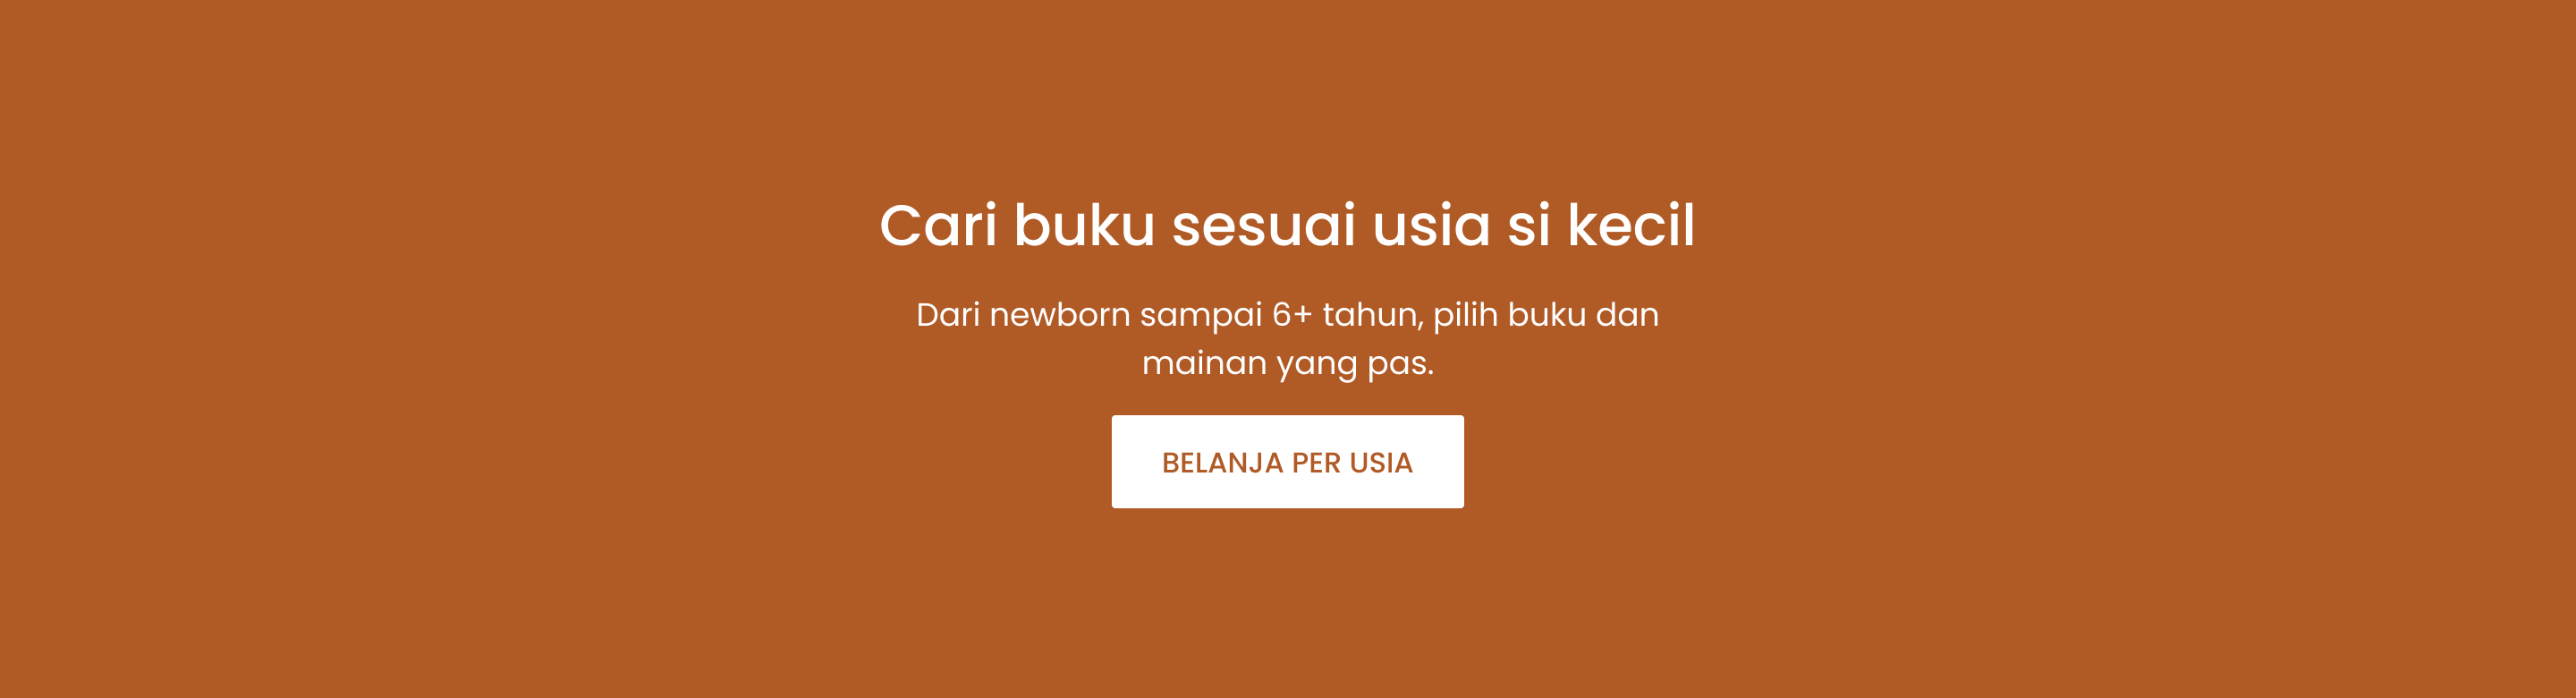 Cari buku sesuai usia si kecil
Dari newborn sampai 6+ tahun, pilih buku dan
mainan yang pas.
BELANJA PER USIA